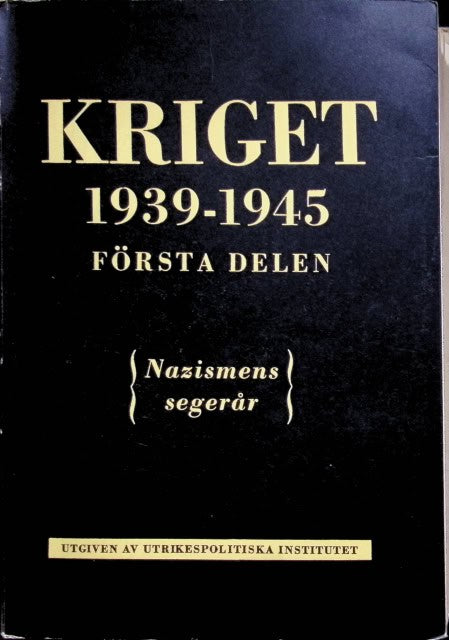 KRIGET
1939-1945
FÖRSTA DELEN
Nazismens
segerår
UTGIVEN AV UTRIKESPOLITISKA INSTITUTET